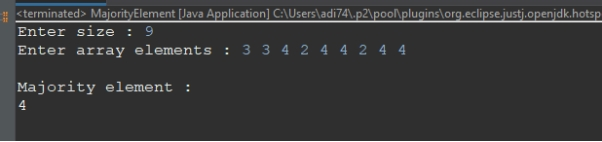 <terminated> MajorityElement [Java Application] C:\Users\adi74\.p2\pool\plugins\org.eclipse.justj.openjdk.hotsp
Enter size : 9
Enter array elements : 3 3 4 2 4 4 2 4 4
Majority element :
4